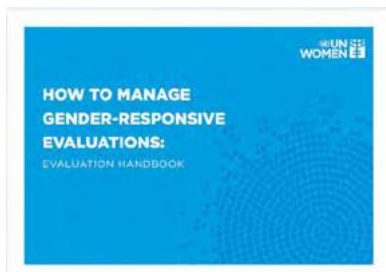 UN
WOMEN
HOW TO MANAGE
GENDER-RESPONSIVE
EVALUATIONS:
EVALUATION HANDBOOK